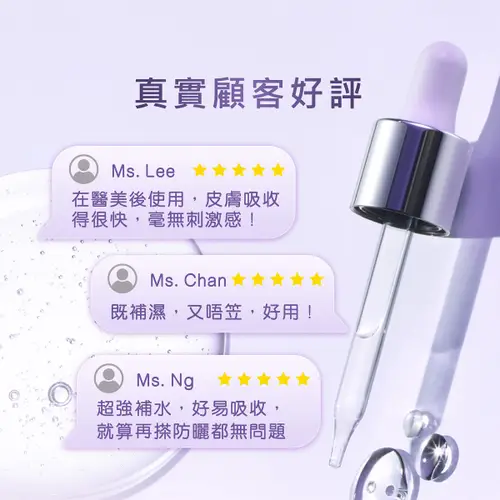 真實顧客好評
Ms. Lee
在醫美後使用，皮膚吸收
得很快，毫無刺激感！
Ms. Chan
既補濕，又唔笠，好用！
Ms. Ng
超強補水，好易吸收，
就算再搽防曬都無問題